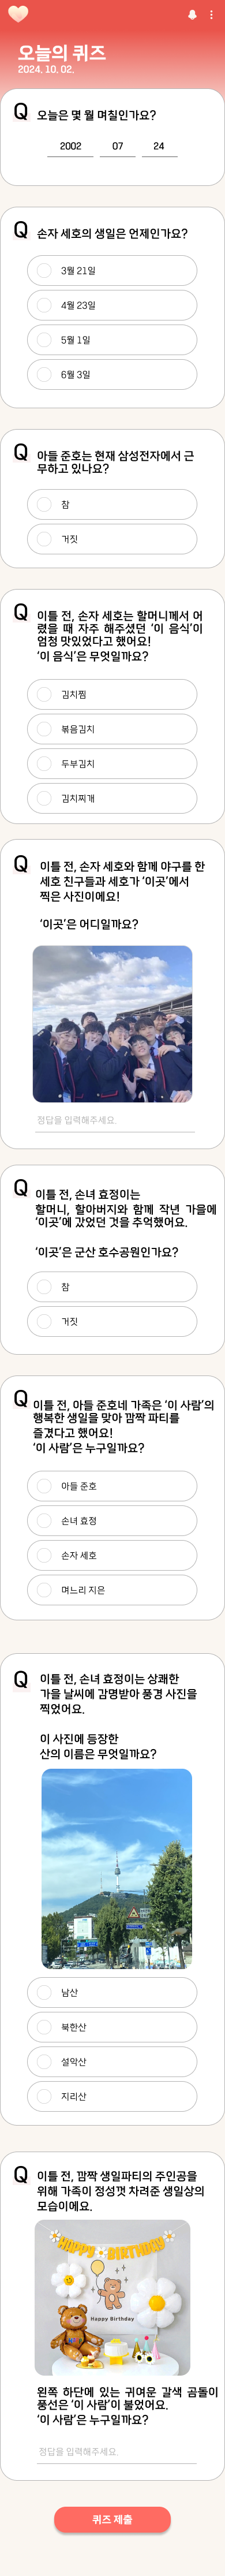 오늘의 퀴즈
2024. 10. 02.
Q 오늘은 몇 월 며칠인가요?
2002 07 24
Q 손자 세호의 생일은 언제인가요?
3월 21일
4월 23일
5월 1일
6월 3일
Q 아들 준호는 현재 삼성전자에서 근
무하고 있나요?
참
거짓
Q 이틀 전, 손자 세호는 할머니께서 어
렸을 때 자주 해주셨던 ‘이 음식’이
엄청 맛있었다고 했어요!
‘이 음식’은 무엇일까요?
김치찜
볶음김치
두부김치
김치찌개
Q 이틀 전, 손자 세호와 함께 야구를 한
세호 친구들과 세호가 ‘이곳’에서
찍은 사진이에요!
‘이곳’은 어디일까요?
정답을 입력해주세요.
Q 이틀 전, 손녀 효정이는
할머니, 할아버지와 함께 작년 가을에
‘이곳’에 갔었던 것을 추억했어요.
‘이곳’은 군산 호수공원인가요?
참
거짓
Q 이틀 전, 아들 준호네 가족은 ‘이 사람’의
행복한 생일을 맞아 깜짝 파티를
즐겼다고 했어요!
‘이 사람’은 누구일까요?
아들 준호
손녀 효정
손자 세호
며느리 지은
Q 이틀 전, 손녀 효정이는 상쾌한
가을 날씨에 감명받아 풍경 사진을
찍었어요.
이 사진에 등장한
산의 이름은 무엇일까요?
남산
북한산
설악산
지리산
Q 이틀 전, 깜짝 생일파티의 주인공을
위해 가족이 정성껏 차려준 생일상의
모습이에요.
HAPPY BIRTHDAY
Happy Birthday
왼쪽 하단에 있는 귀여운 갈색 곰돌이
풍선은 ‘이 사람’이 불었어요.
‘이 사람’은 누구일까요?
정답을 입력해주세요.
퀴즈 제출